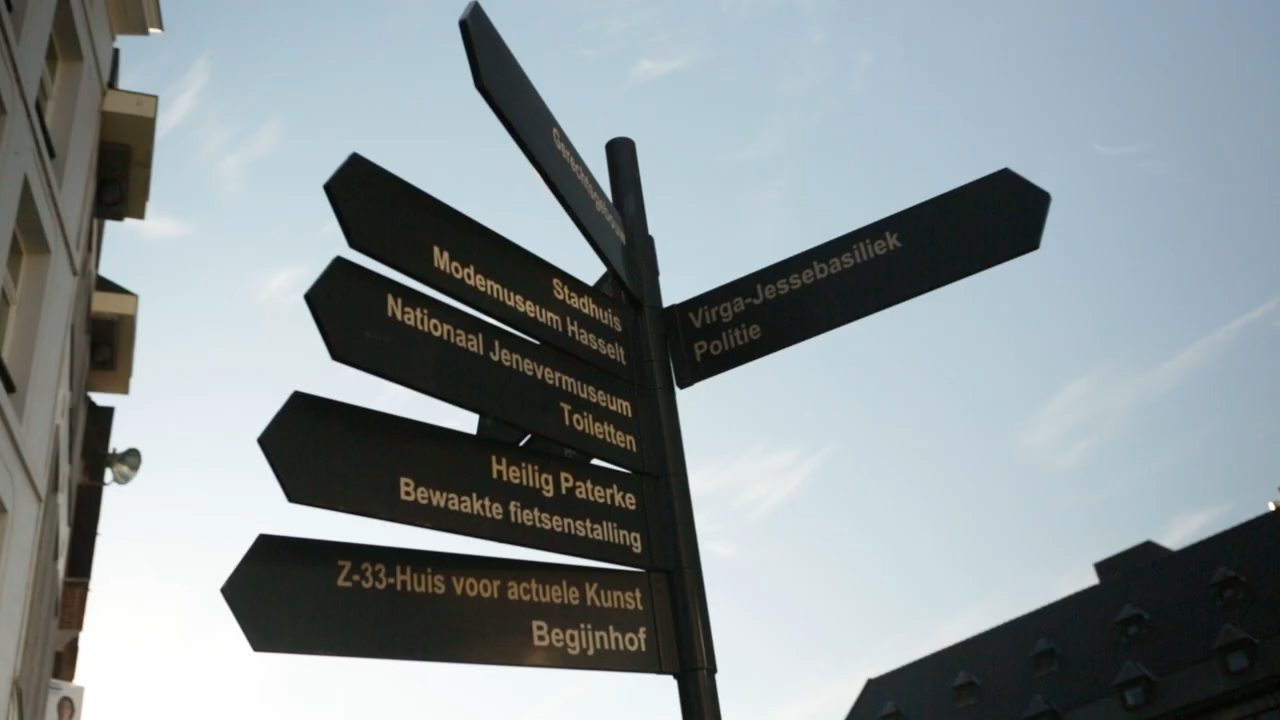 Gerechtsgebouw
Stadhuis
Modemuseum Hasselt
Nationaal Jenevermuseum
Toiletten
Heilig Paterke
Bewaakte fietsenstalling
Z-33-Huis voor actuele Kunst
Begijnhof
Virga-Jessebasiliek
Politie